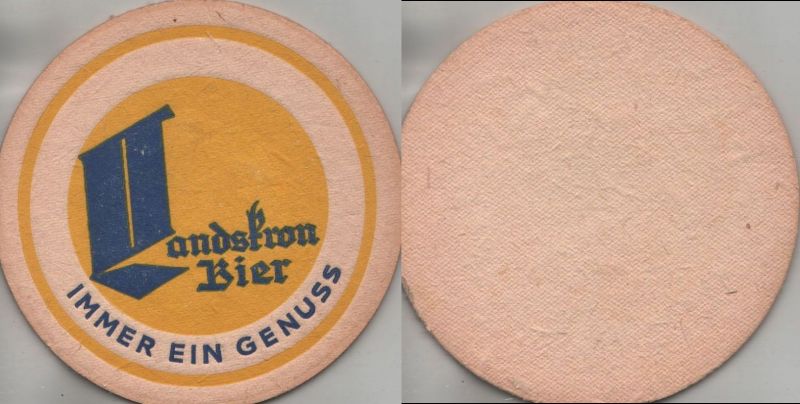 Landskron
Bier
IMMER EIN GENUSS